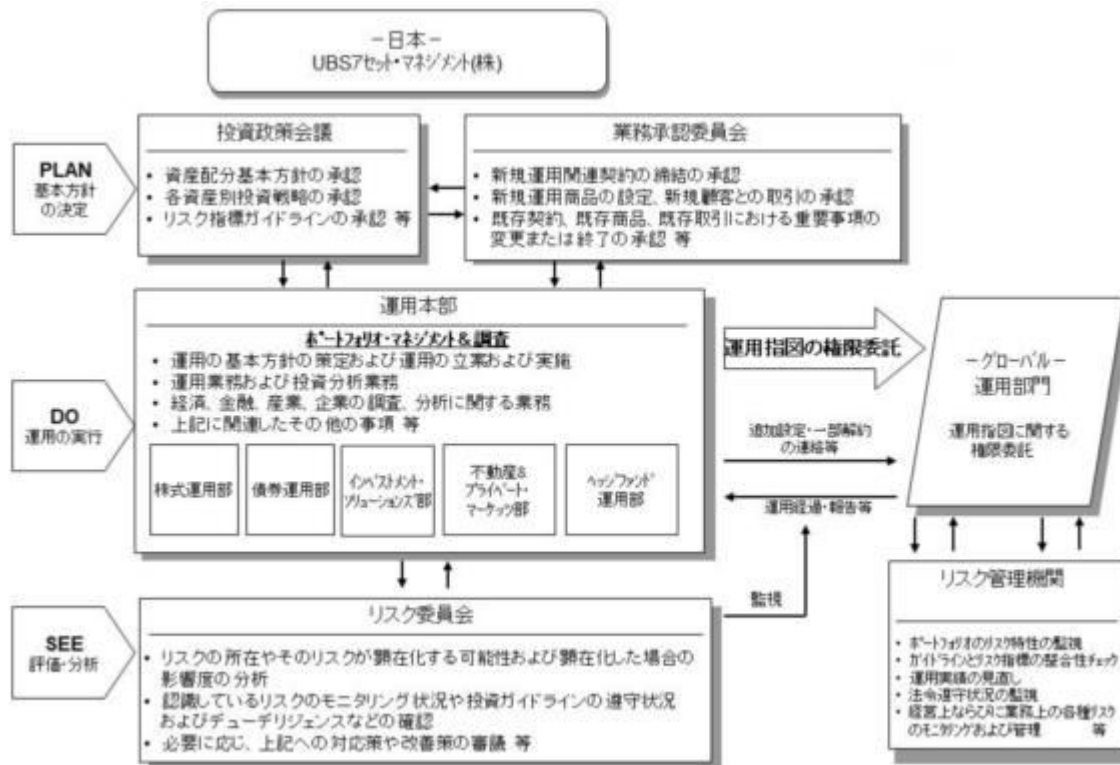 －日本－
UBSアセット・マネジメント(株)
PLAN
基本方針
の決定
投資政策会議
• 資産配分基本方針の承認
• 各資産別投資戦略の承認
• リスク指標ガイドラインの承認 等
業務承認委員会
• 新規運用関連契約の締結の承認
• 新規運用商品の設定、新規顧客との取引の承認
• 既存契約、既存商品、既存取引における重要事項の
変更または終了の承認 等
DO
運用の実行
運用本部
ポートフォリオ・マネジメント&調査
• 運用の基本方針の策定および運用の立案および実施
• 運用業務および投資分析業務
• 経済、金融、産業、企業の調査、分析に関する業務
• 上記に関連したその他の事項 等
株式運用部
債券運用部
インベストメント・
ソリューションズ部
不動産&
プライベート・
マーケッツ部
ヘッジファンド
運用部
運用指図の権限委託
追加設定・一部解約
の連絡等
運用経過・報告等
－グローバル－
運用部門
運用指図に関する
権限委託
SEE
評価・分析
リスク委員会
• リスクの所在やそのリスクが顕在化する可能性および顕在化した場合の
影響度の分析
• 認識しているリスクのモニタリング状況や投資ガイドラインの遵守状況
およびデューデリジェンスなどの確認
• 必要に応じ、上記への対応策や改善策の審議 等
監視
リスク管理機関
• ポートフォリオのリスク特性の監視
• ガイドラインとリスク指標の整合性チェック
• 運用実績の見直し
• 法令遵守状況の監視
• 経営上ならびに業務上の各種リスク
のモニタリングおよび管理 等